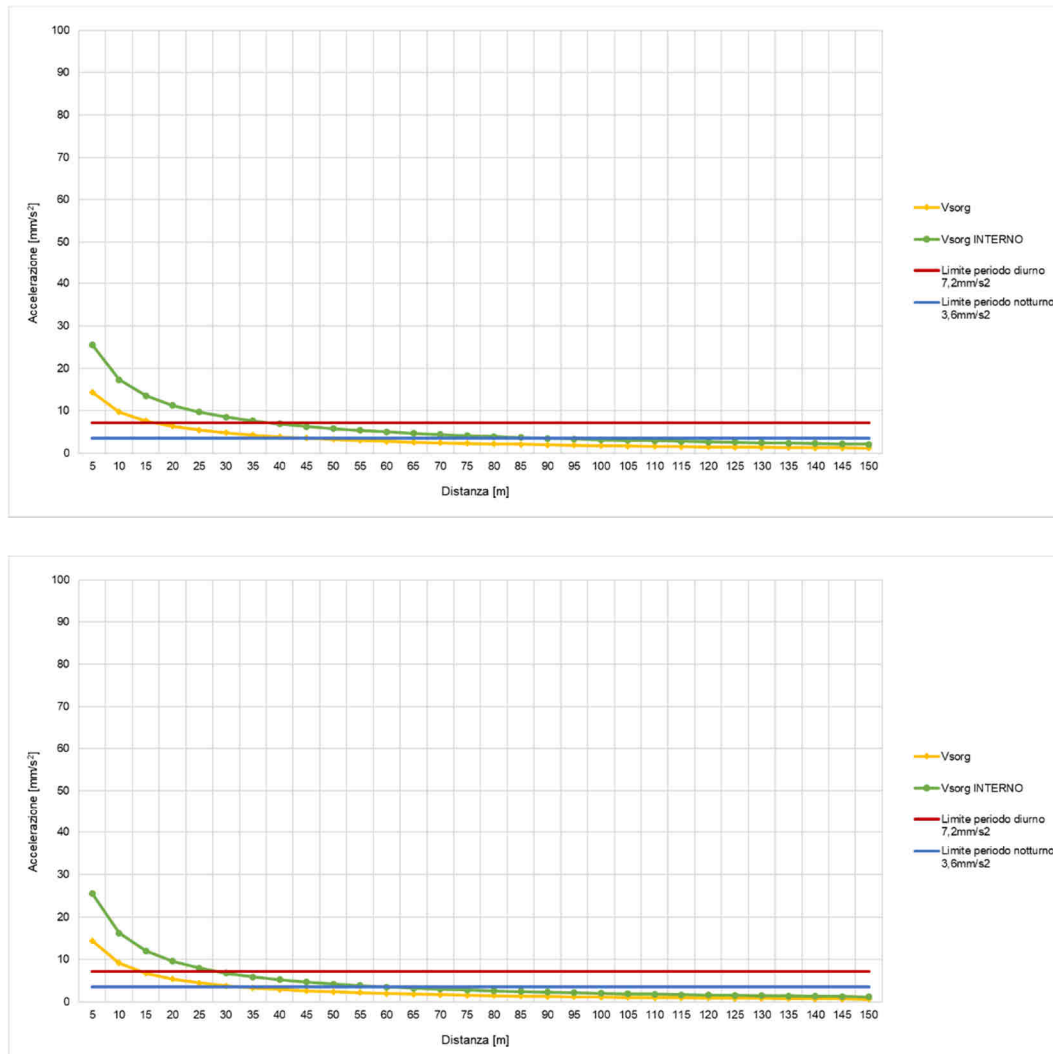 100
90
80
70
60
50
40
30
20
10
0
Accelerazione [mm/s²]
5 10 15 20 25 30 35 40 45 50 55 60 65 70 75 80 85 90 95 100 105 110 115 120 125 130 135 140 145 150
Distanza [m]
Vsorg
Vsorg INTERNO
Limite periodo diurno
7,2mm/s2
Limite periodo notturno
3,6mm/s2
100
90
80
70
60
50
40
30
20
10
0
Accelerazione [mm/s²]
5 10 15 20 25 30 35 40 45 50 55 60 65 70 75 80 85 90 95 100 105 110 115 120 125 130 135 140 145 150
Distanza [m]
Vsorg
Vsorg INTERNO
Limite periodo diurno
7,2mm/s2
Limite periodo notturno
3,6mm/s2